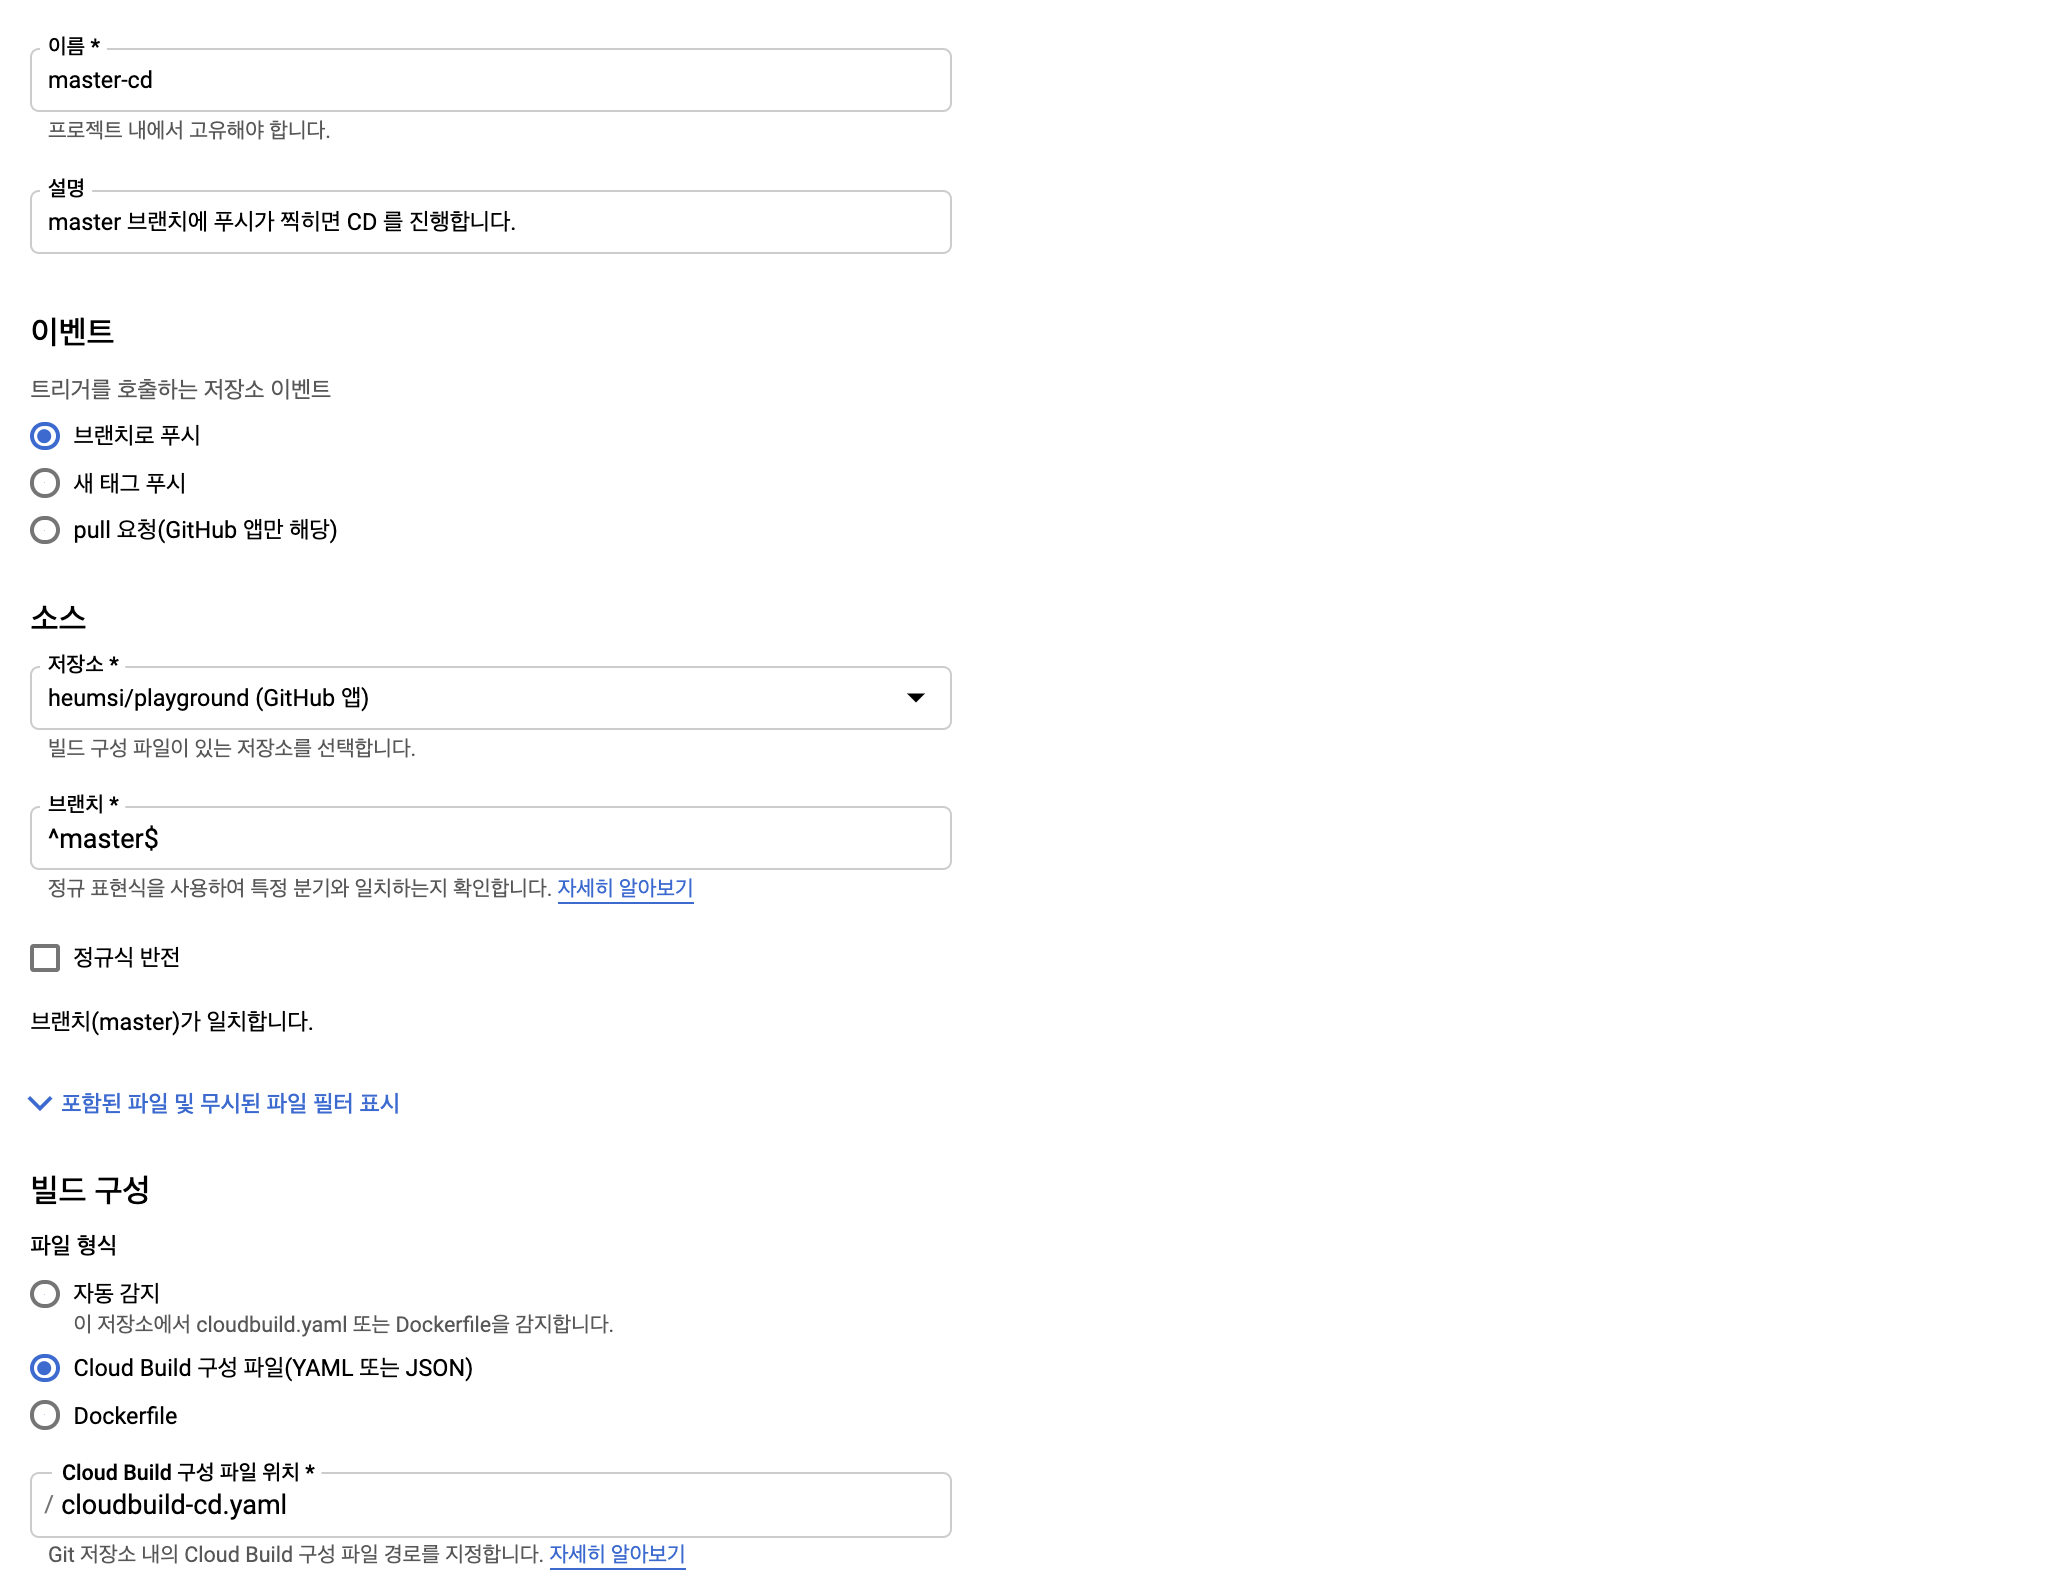 이름 *
master-cd
프로젝트 내에서 고유해야 합니다.
설명
master 브랜치에 푸시가 찍히면 CD 를 진행합니다.
이벤트
트리거를 호출하는 저장소 이벤트
브랜치로 푸시
새 태그 푸시
pull 요청(GitHub 앱만 해당)
소스
저장소 *
heumsi/playground (GitHub 앱)
빌드 구성 파일이 있는 저장소를 선택합니다.
브랜치 *
^master$
정규 표현식을 사용하여 특정 분기와 일치하는지 확인합니다. 자세히 알아보기
정규식 반전
브랜치(master)가 일치합니다.
포함된 파일 및 무시된 파일 필터 표시
빌드 구성
파일 형식
자동 감지
이 저장소에서 cloudbuild.yaml 또는 Dockerfile을 감지합니다.
Cloud Build 구성 파일(YAML 또는 JSON)
Dockerfile
Cloud Build 구성 파일 위치 *
/ cloudbuild-cd.yaml
Git 저장소 내의 Cloud Build 구성 파일 경로를 지정합니다. 자세히 알아보기